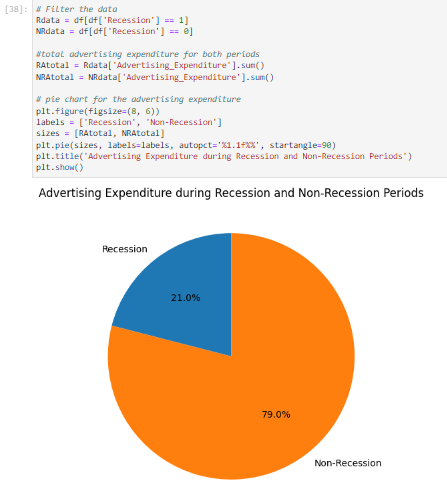 [38]: # Filter the data
Rdata = df[df['Recession'] == 1]
NRdata = df[df['Recession'] == 0]
#total advertising expenditure for both periods
RAtotal = Rdata['Advertising_Expenditure'].sum()
NRAtotal = NRdata['Advertising_Expenditure'].sum()
# pie chart for the advertising expenditure
plt.figure(figsize=(8, 6))
labels = ['Recession', 'Non-Recession']
sizes = [RAtotal, NRAtotal]
plt.pie(sizes, labels=labels, autopct='%1.1f%%', startangle=90)
plt.title('Advertising Expenditure during Recession and Non-Recession Periods')
plt.show()
Advertising Expenditure during Recession and Non-Recession Periods
Recession
21.0%
79.0%
Non-Recession